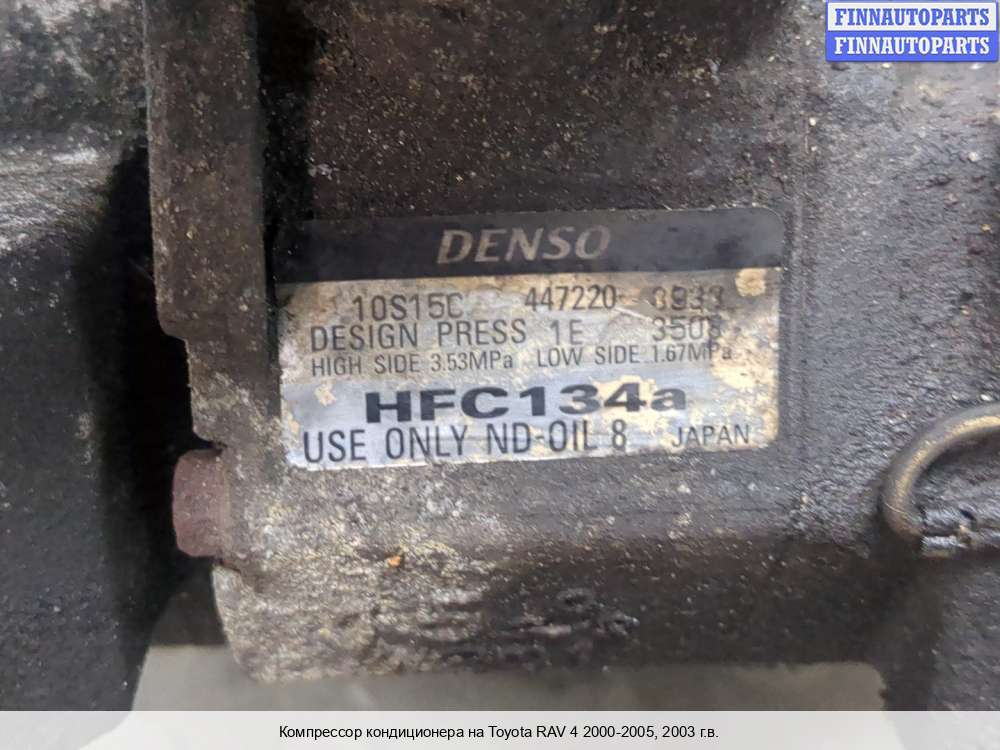 FINNAUTOPARTS
FINNAUTOPARTS
DENSO
10S15C 447220-
DESIGN PRESS 1E 3508
HIGH SIDE 3.53MPa LOW SIDE 1.67MPa
HFC134a
USE ONLY ND-OIL 8 JAPAN
Компрессор кондиционера на Toyota RAV 4 2000-2005, 2003 г.в.